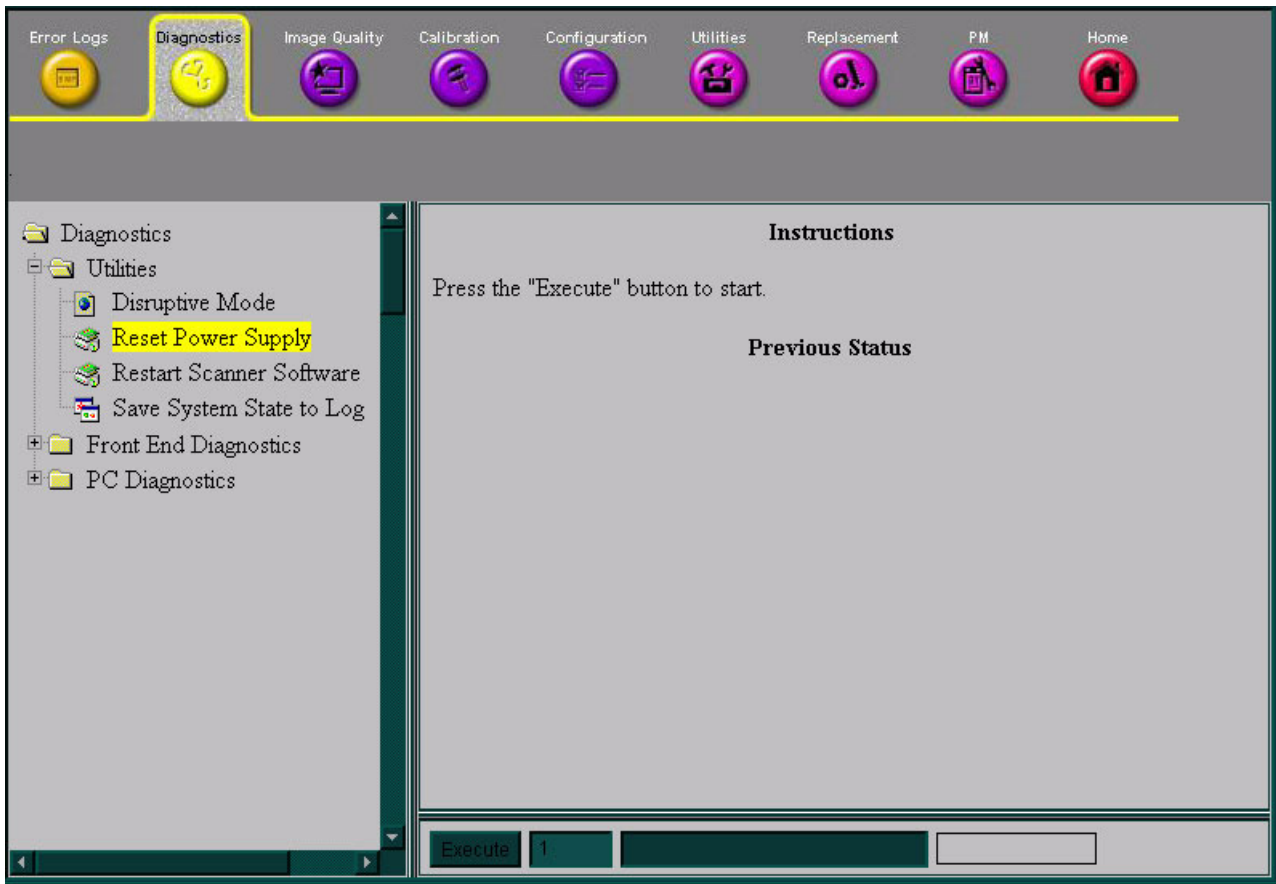 Error Logs Diagnostics Image Quality Calibration Configuration Utilities Replacement PM Home
Diagnostics
Utilities
Disruptive Mode
Reset Power Supply
Restart Scanner Software
Save System State to Log
Front End Diagnostics
PC Diagnostics
Instructions
Press the "Execute" button to start.
Previous Status
Execute 1